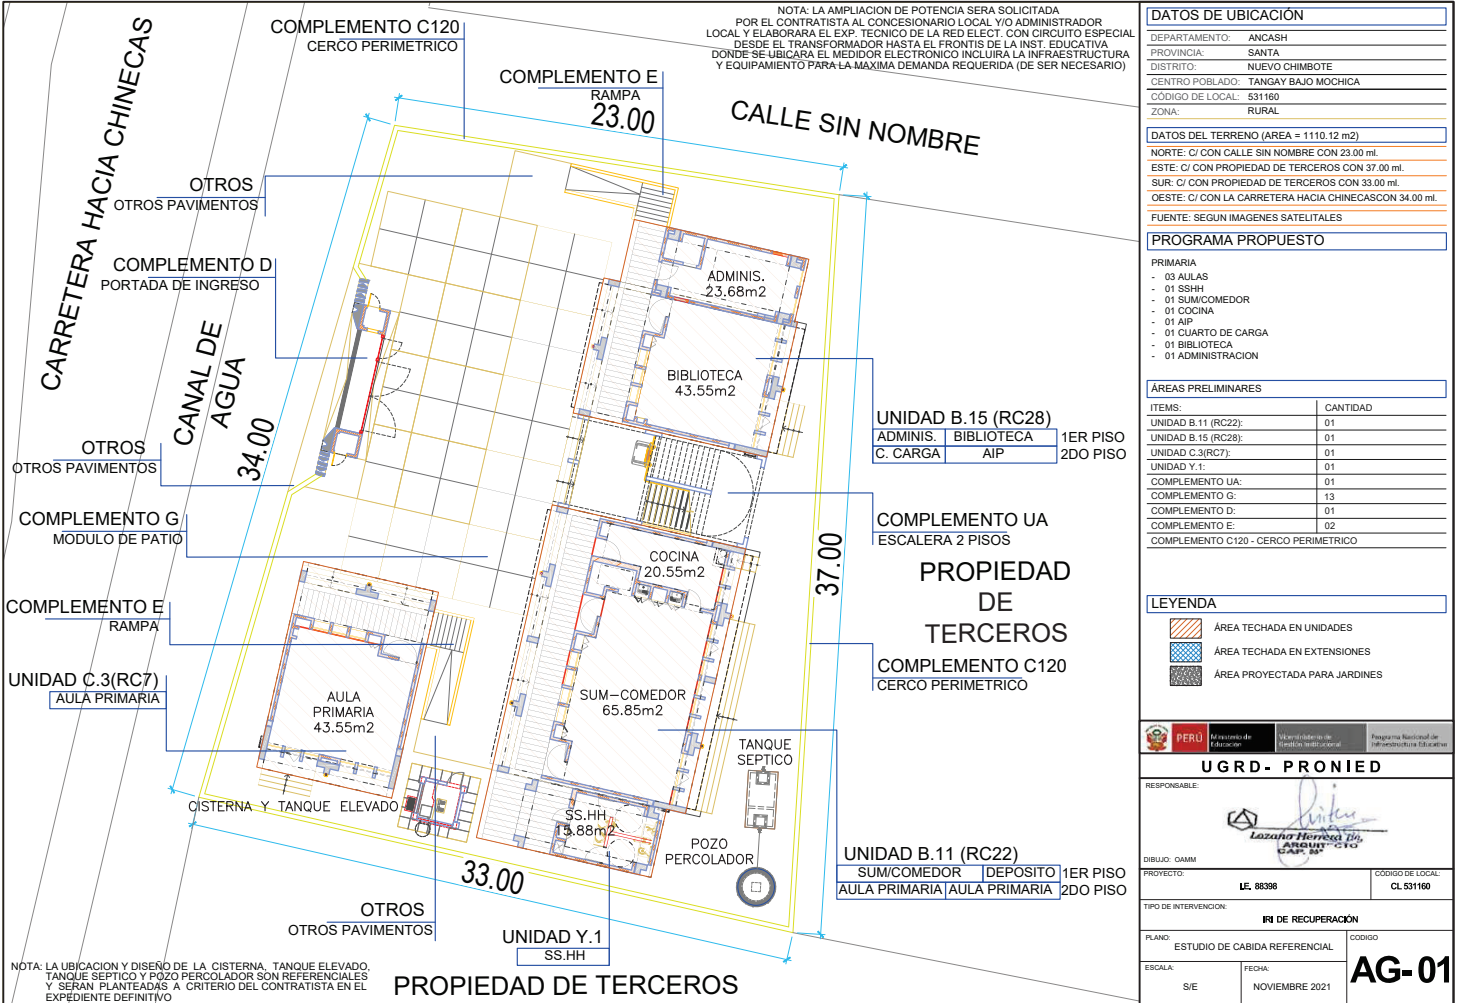 NOTA: LA AMPLIACION DE POTENCIA SERA SOLICITADA
POR EL CONTRATISTA AL CONCESIONARIO LOCAL Y/O ADMINISTRADOR
LOCAL Y ELABORARA EL EXP. TECNICO DE LA RED ELECT. CON CIRCUITO ESPECIAL
DESDE EL TRANSFORMADOR HASTA EL FRONTIS DE LA INST. EDUCATIVA
DONDE SE UBICARA EL MEDIDOR ELECTRONICO INCLUIRA LA INFRAESTRUCTURA
Y EQUIPAMIENTO PARA LA MAXIMA DEMANDA REQUERIDA (DE SER NECESARIO)
COMPLEMENTO C120
CERCO PERIMETRICO
COMPLEMENTO E
RAMPA
23.00
CALLE SIN NOMBRE
CARRETERA HACIA CHINECAS
OTROS
OTROS PAVIMENTOS
COMPLEMENTO D
PORTADA DE INGRESO
CANAL DE
AGUA
34.00
OTROS
OTROS PAVIMENTOS
COMPLEMENTO G
MODULO DE PATIO
COMPLEMENTO E
RAMPA
UNIDAD C.3(RC7)
AULA PRIMARIA
ADMINIS.
23.68m2
BIBLIOTECA
43.55m2
UNIDAD B.15 (RC28)
ADMINIS. BIBLIOTECA 1ER PISO
C. CARGA AIP 2DO PISO
COMPLEMENTO UA
ESCALERA 2 PISOS
COCINA
20.55m2
37.00
PROPIEDAD
DE
TERCEROS
COMPLEMENTO C120
CERCO PERIMETRICO
AULA
PRIMARIA
43.55m2
SUM-COMEDOR
65.85m2
TANQUE
SEPTICO
CISTERNA Y TANQUE ELEVADO
SS.HH
15.88m2
POZO
PERCOLADOR
UNIDAD B.11 (RC22)
SUM/COMEDOR DEPOSITO 1ER PISO
AULA PRIMARIA AULA PRIMARIA 2DO PISO
33.00
OTROS
OTROS PAVIMENTOS
UNIDAD Y.1
SS.HH
PROPIEDAD DE TERCEROS
NOTA: LA UBICACION Y DISEÑO DE LA CISTERNA, TANQUE ELEVADO,
TANQUE SEPTICO Y POZO PERCOLADOR SON REFERENCIALES
Y SERAN PLANTEADAS A CRITERIO DEL CONTRATISTA EN EL
EXPEDIENTE DEFINITIVO
DATOS DE UBICACIÓN
DEPARTAMENTO: ANCASH
PROVINCIA: SANTA
DISTRITO: NUEVO CHIMBOTE
CENTRO POBLADO: TANGAY BAJO MOCHICA
CÓDIGO DE LOCAL: 531160
ZONA: RURAL
DATOS DEL TERRENO (AREA = 1110.12 m2)
NORTE: C/ CON CALLE SIN NOMBRE CON 23.00 ml.
ESTE: C/ CON PROPIEDAD DE TERCEROS CON 37.00 ml.
SUR: C/ CON PROPIEDAD DE TERCEROS CON 33.00 ml.
OESTE: C/ CON LA CARRETERA HACIA CHINECASCON 34.00 ml.
FUENTE: SEGUN IMAGENES SATELITALES
PROGRAMA PROPUESTO
PRIMARIA
- 03 AULAS
- 01 SSHH
- 01 SUM/COMEDOR
- 01 COCINA
- 01 AIP
- 01 CUARTO DE CARGA
- 01 BIBLIOTECA
- 01 ADMINISTRACION
ÁREAS PRELIMINARES
ITEMS: CANTIDAD
UNIDAD B.11 (RC22): 01
UNIDAD B.15 (RC28): 01
UNIDAD C.3(RC7): 01
UNIDAD Y.1: 01
COMPLEMENTO UA: 01
COMPLEMENTO G: 13
COMPLEMENTO D: 01
COMPLEMENTO E: 02
COMPLEMENTO C120 - CERCO PERIMETRICO
LEYENDA
ÁREA TECHADA EN UNIDADES
ÁREA TECHADA EN EXTENSIONES
ÁREA PROYECTADA PARA JARDINES
PERÚ Ministerio de Educación Viceministerio de Gestión Institucional Programa Nacional de Infraestructura Educativa
UGRD- PRONIED
RESPONSABLE:
Lozano Herrera
ARQUITECTO
DIBUJO: OAMM
PROYECTO: CÓDIGO DE LOCAL:
I.E. 88398 CL 531160
TIPO DE INTERVENCION:
IRI DE RECUPERACIÓN
PLANO: CODIGO
ESTUDIO DE CABIDA REFERENCIAL
AG-01
ESCALA: FECHA:
S/E NOVIEMBRE 2021